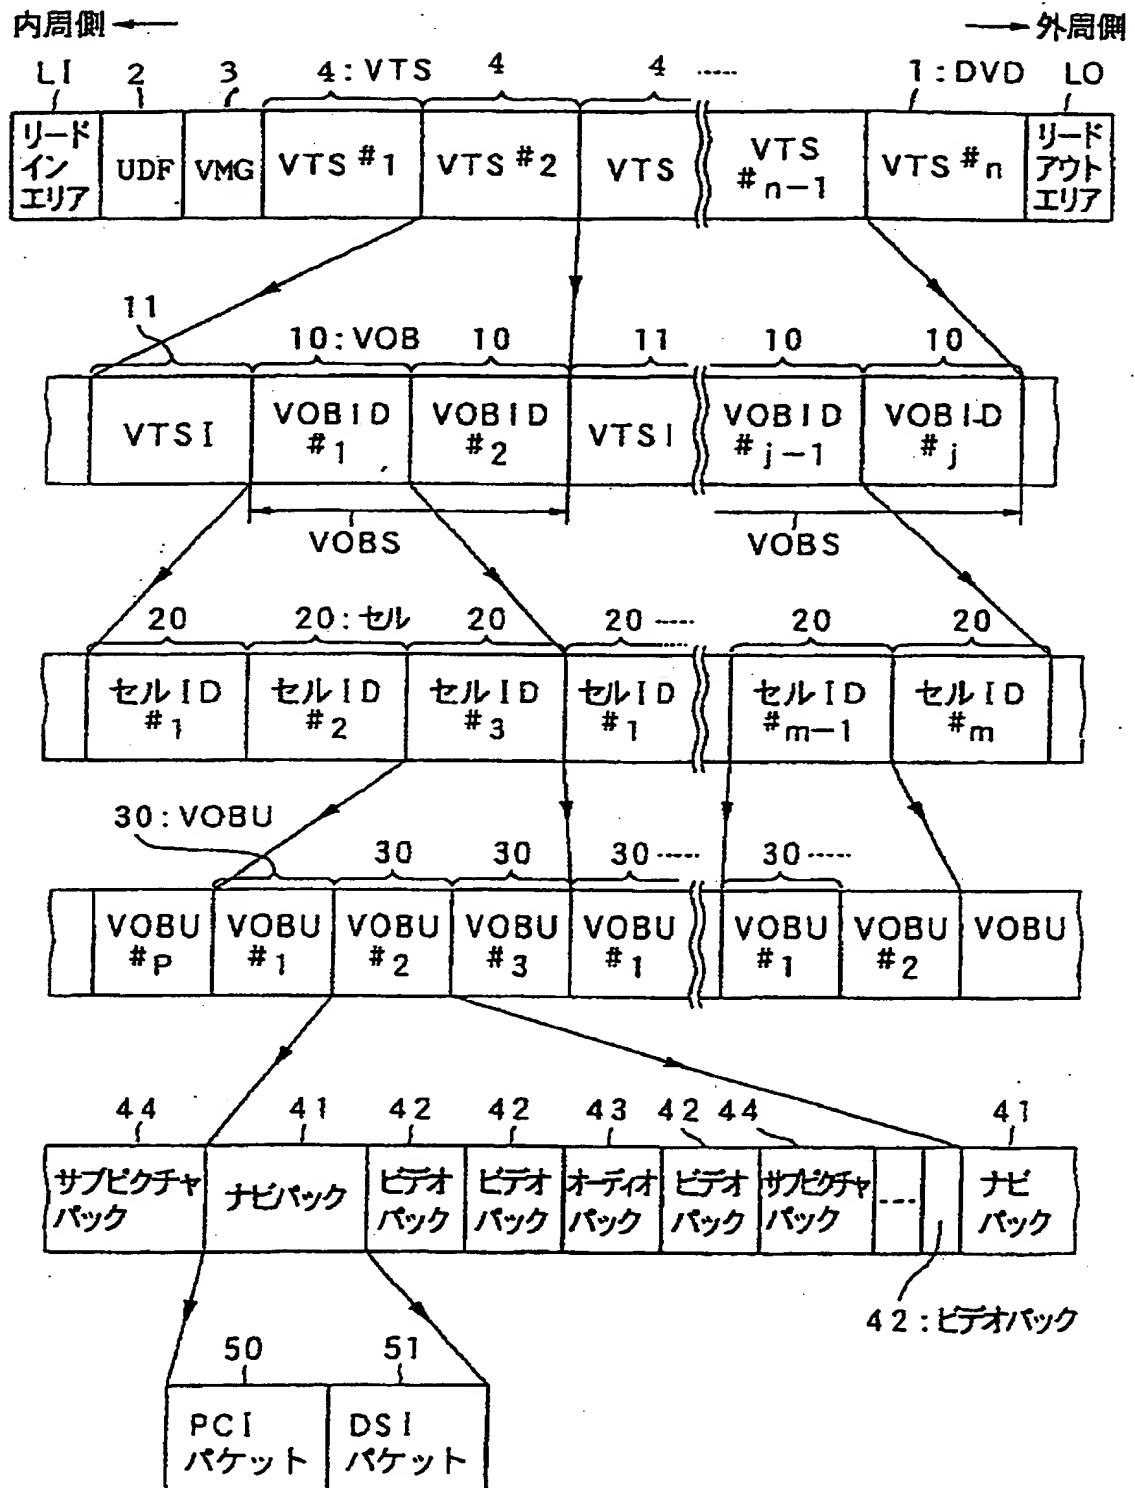 内周側
外周側
LI 2 3 4:VTS 4 4 ····· 1:DVD LO
リードインエリア UDF VMG VTS #1 VTS #2 VTS VTS #n-1 VTS #n リードアウトエリア
11 10:VOB 10 11 10 10
VTSI VOBID #1 VOBID #2 VTSI VOBID #j-1 VOBID #j
VOBS VOBS
20 20:セル 20 20 ····· 20 20
セルID #1 セルID #2 セルID #3 セルID #1 セルID #m-1 セルID #m
30:VOBU 30 30 30 ····· 30 ·····
VOBU #P VOBU #1 VOBU #2 VOBU #3 VOBU #1 VOBU #1 VOBU #2 VOBU
44 41 42 42 43 42 44 41
サブピクチャパック ナビパック ビデオパック ビデオパック オーディオパック ビデオパック サブピクチャパック ---- ナビパック
42:ビデオパック
50 51
PCIパケット DSIパケット